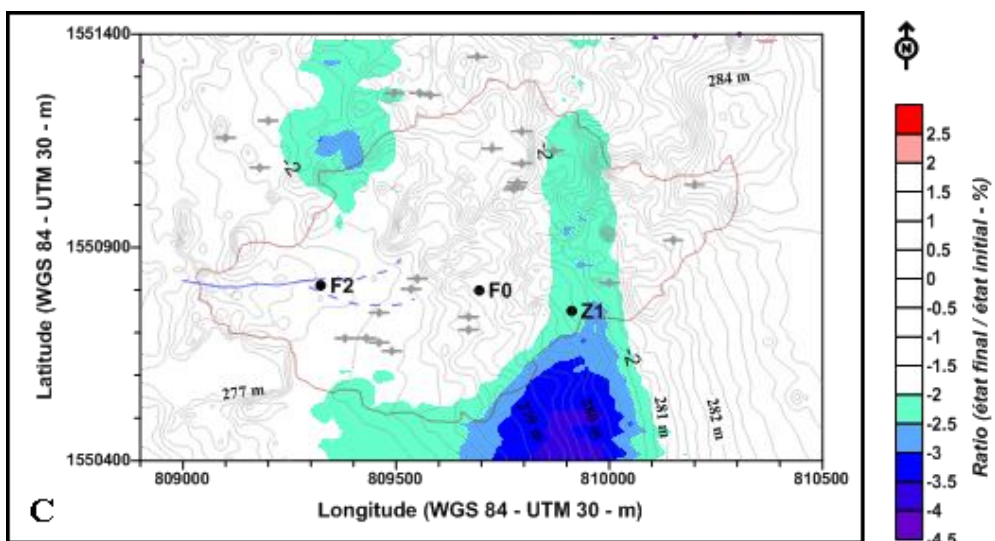 1551400
1550900
1550400
Latitude (WGS 84 - UTM 30 - m)
284 m
-2
-2
F2
F0
Z1
-2
277 m
281 m
282 m
809000
809500
810000
810500
C
Longitude (WGS 84 - UTM 30 - m)
N
2.5
2
1.5
1
0.5
0
-0.5
-1
-1.5
-2
-2.5
-3
-3.5
-4
-4.5
Ratio (état final / état initial - %)